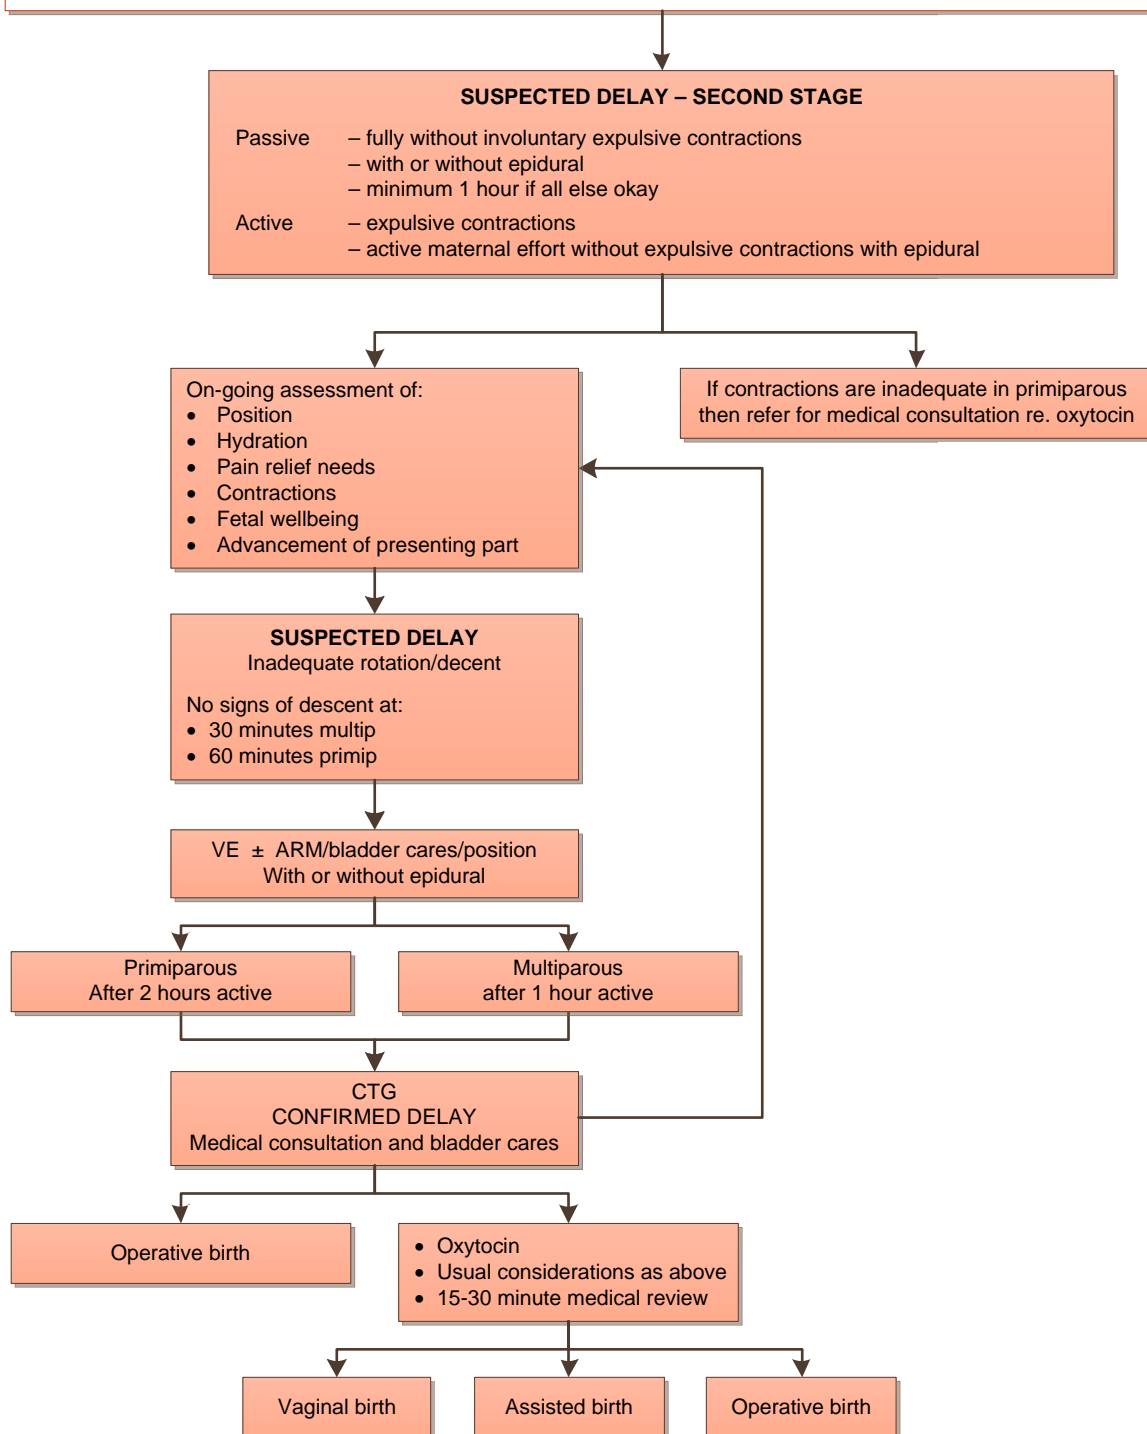 SUSPECTED DELAY – SECOND STAGE
Passive – fully without involuntary expulsive contractions
– with or without epidural
– minimum 1 hour if all else okay
Active – expulsive contractions
– active maternal effort without expulsive contractions with epidural
On-going assessment of:
• Position
• Hydration
• Pain relief needs
• Contractions
• Fetal wellbeing
• Advancement of presenting part
If contractions are inadequate in primiparous
then refer for medical consultation re. oxytocin
SUSPECTED DELAY
Inadequate rotation/decent
No signs of descent at:
• 30 minutes multip
• 60 minutes primip
VE ± ARM/bladder cares/position
With or without epidural
Primiparous
After 2 hours active
Multiparous
after 1 hour active
CTG
CONFIRMED DELAY
Medical consultation and bladder cares
Operative birth
• Oxytocin
• Usual considerations as above
• 15-30 minute medical review
Vaginal birth
Assisted birth
Operative birth